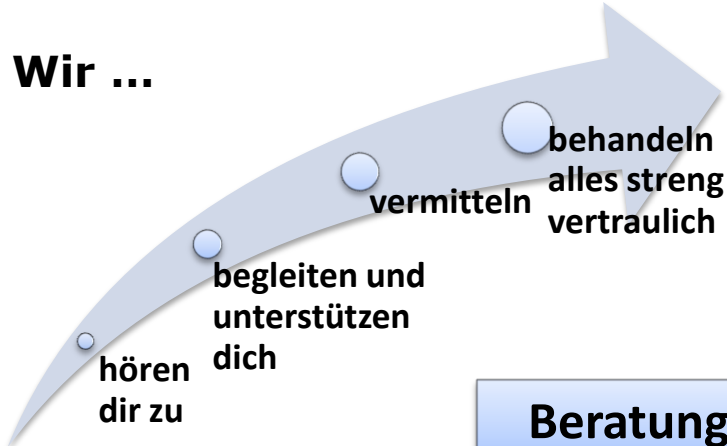 Wir ...
hören
dir zu
begleiten und
unterstützen
dich
vermitteln
behandeln
alles streng
vertraulich
Beratung